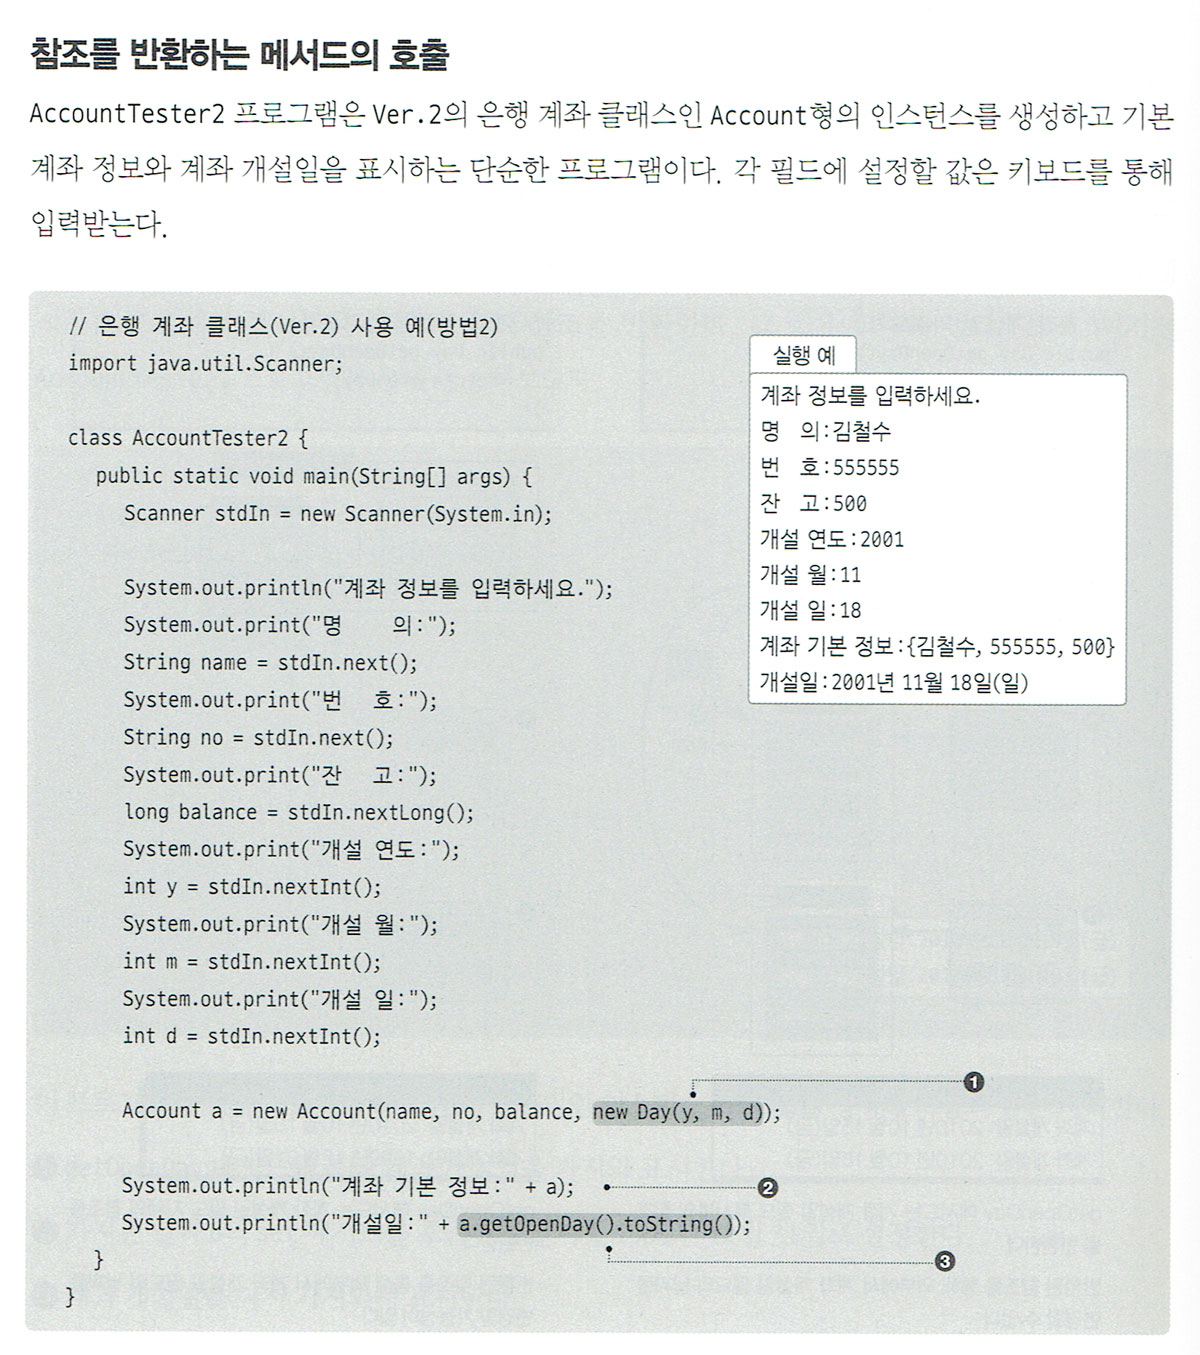 참조를 반환하는 메서드의 호출
AccountTester2 프로그램은 Ver.2의 은행 계좌 클래스인 Account형의 인스턴스를 생성하고 기본
계좌 정보와 계좌 개설일을 표시하는 단순한 프로그램이다. 각 필드에 설정할 값은 키보드를 통해
입력받는다.
// 은행 계좌 클래스(Ver.2) 사용 예(방법2)
import java.util.Scanner;
class AccountTester2 {
public static void main(String[] args) {
Scanner stdIn = new Scanner(System.in);
System.out.println("계좌 정보를 입력하세요.");
System.out.print("명     의:");
String name = stdIn.next();
System.out.print("번   호:");
String no = stdIn.next();
System.out.print("잔   고:");
long balance = stdIn.nextLong();
System.out.print("개설 연도:");
int y = stdIn.nextInt();
System.out.print("개설 월:");
int m = stdIn.nextInt();
System.out.print("개설 일:");
int d = stdIn.nextInt();
❶
Account a = new Account(name, no, balance, new Day(y, m, d));
System.out.println("계좌 기본 정보:" + a); ❷
System.out.println("개설일:" + a.getOpenDay().toString());
❸
}
}
실행 예
계좌 정보를 입력하세요.
명   의:김철수
번   호:555555
잔   고:500
개설 연도:2001
개설 월:11
개설 일:18
계좌 기본 정보:{김철수, 555555, 500}
개설일:2001년 11월 18일(일)